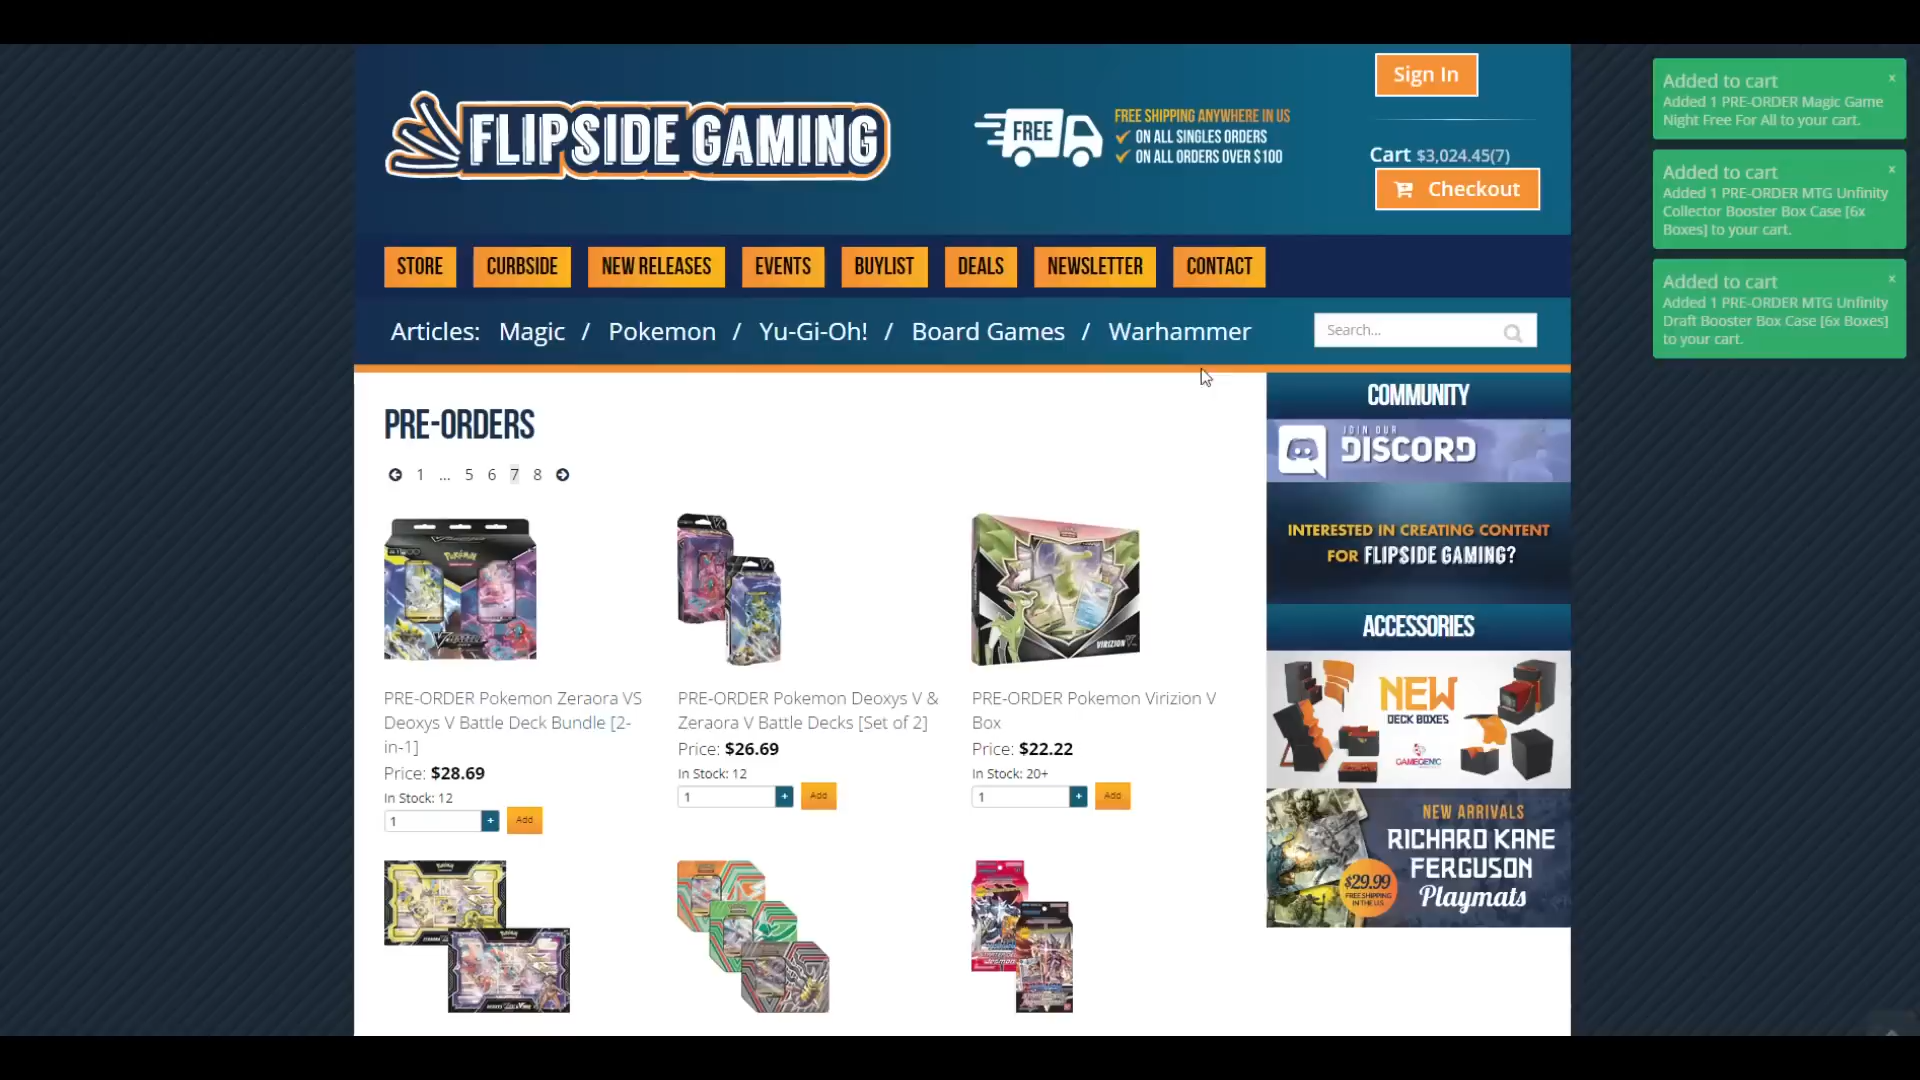 FLIPSIDE GAMING
FREE
FREE SHIPPING ANYWHERE IN US
ON ALL SINGLES ORDERS
ON ALL ORDERS OVER $100
Sign In
Cart $3,024.45(7)
Checkout
Added to cart
x
Added 1 PRE-ORDER Magic Game
Night Free For All to your cart.
Added to cart
x
Added 1 PRE-ORDER MTG Unfinity
Collector Booster Box Case [6x
Boxes] to your cart.
Added to cart
x
Added 1 PRE-ORDER MTG Unfinity
Draft Booster Box Case [6x Boxes]
to your cart.
STORE
CURBSIDE
NEW RELEASES
EVENTS
BUYLIST
DEALS
NEWSLETTER
CONTACT
Articles: Magic / Pokemon / Yu-Gi-Oh! / Board Games / Warhammer
Search...
PRE-ORDERS
1 ... 5 6 7 8
PRE-ORDER Pokemon Zeraora VS
Deoxys V Battle Deck Bundle [2-
in-1]
Price: $28.69
In Stock: 12
1
+
Add
PRE-ORDER Pokemon Deoxys V &
Zeraora V Battle Decks [Set of 2]
Price: $26.69
In Stock: 12
1
+
Add
VIRIZION
PRE-ORDER Pokemon Virizion V
Box
Price: $22.22
In Stock: 20+
1
+
Add
COMMUNITY
JOIN OUR
DISCORD
INTERESTED IN CREATING CONTENT
FOR FLIPSIDE GAMING?
ACCESSORIES
NEW
DECK BOXES
GAMEGENIC
NEW ARRIVALS
RICHARD KANE
FERGUSON
Playmats
$29.99
FREE SHIPPING
IN THE US